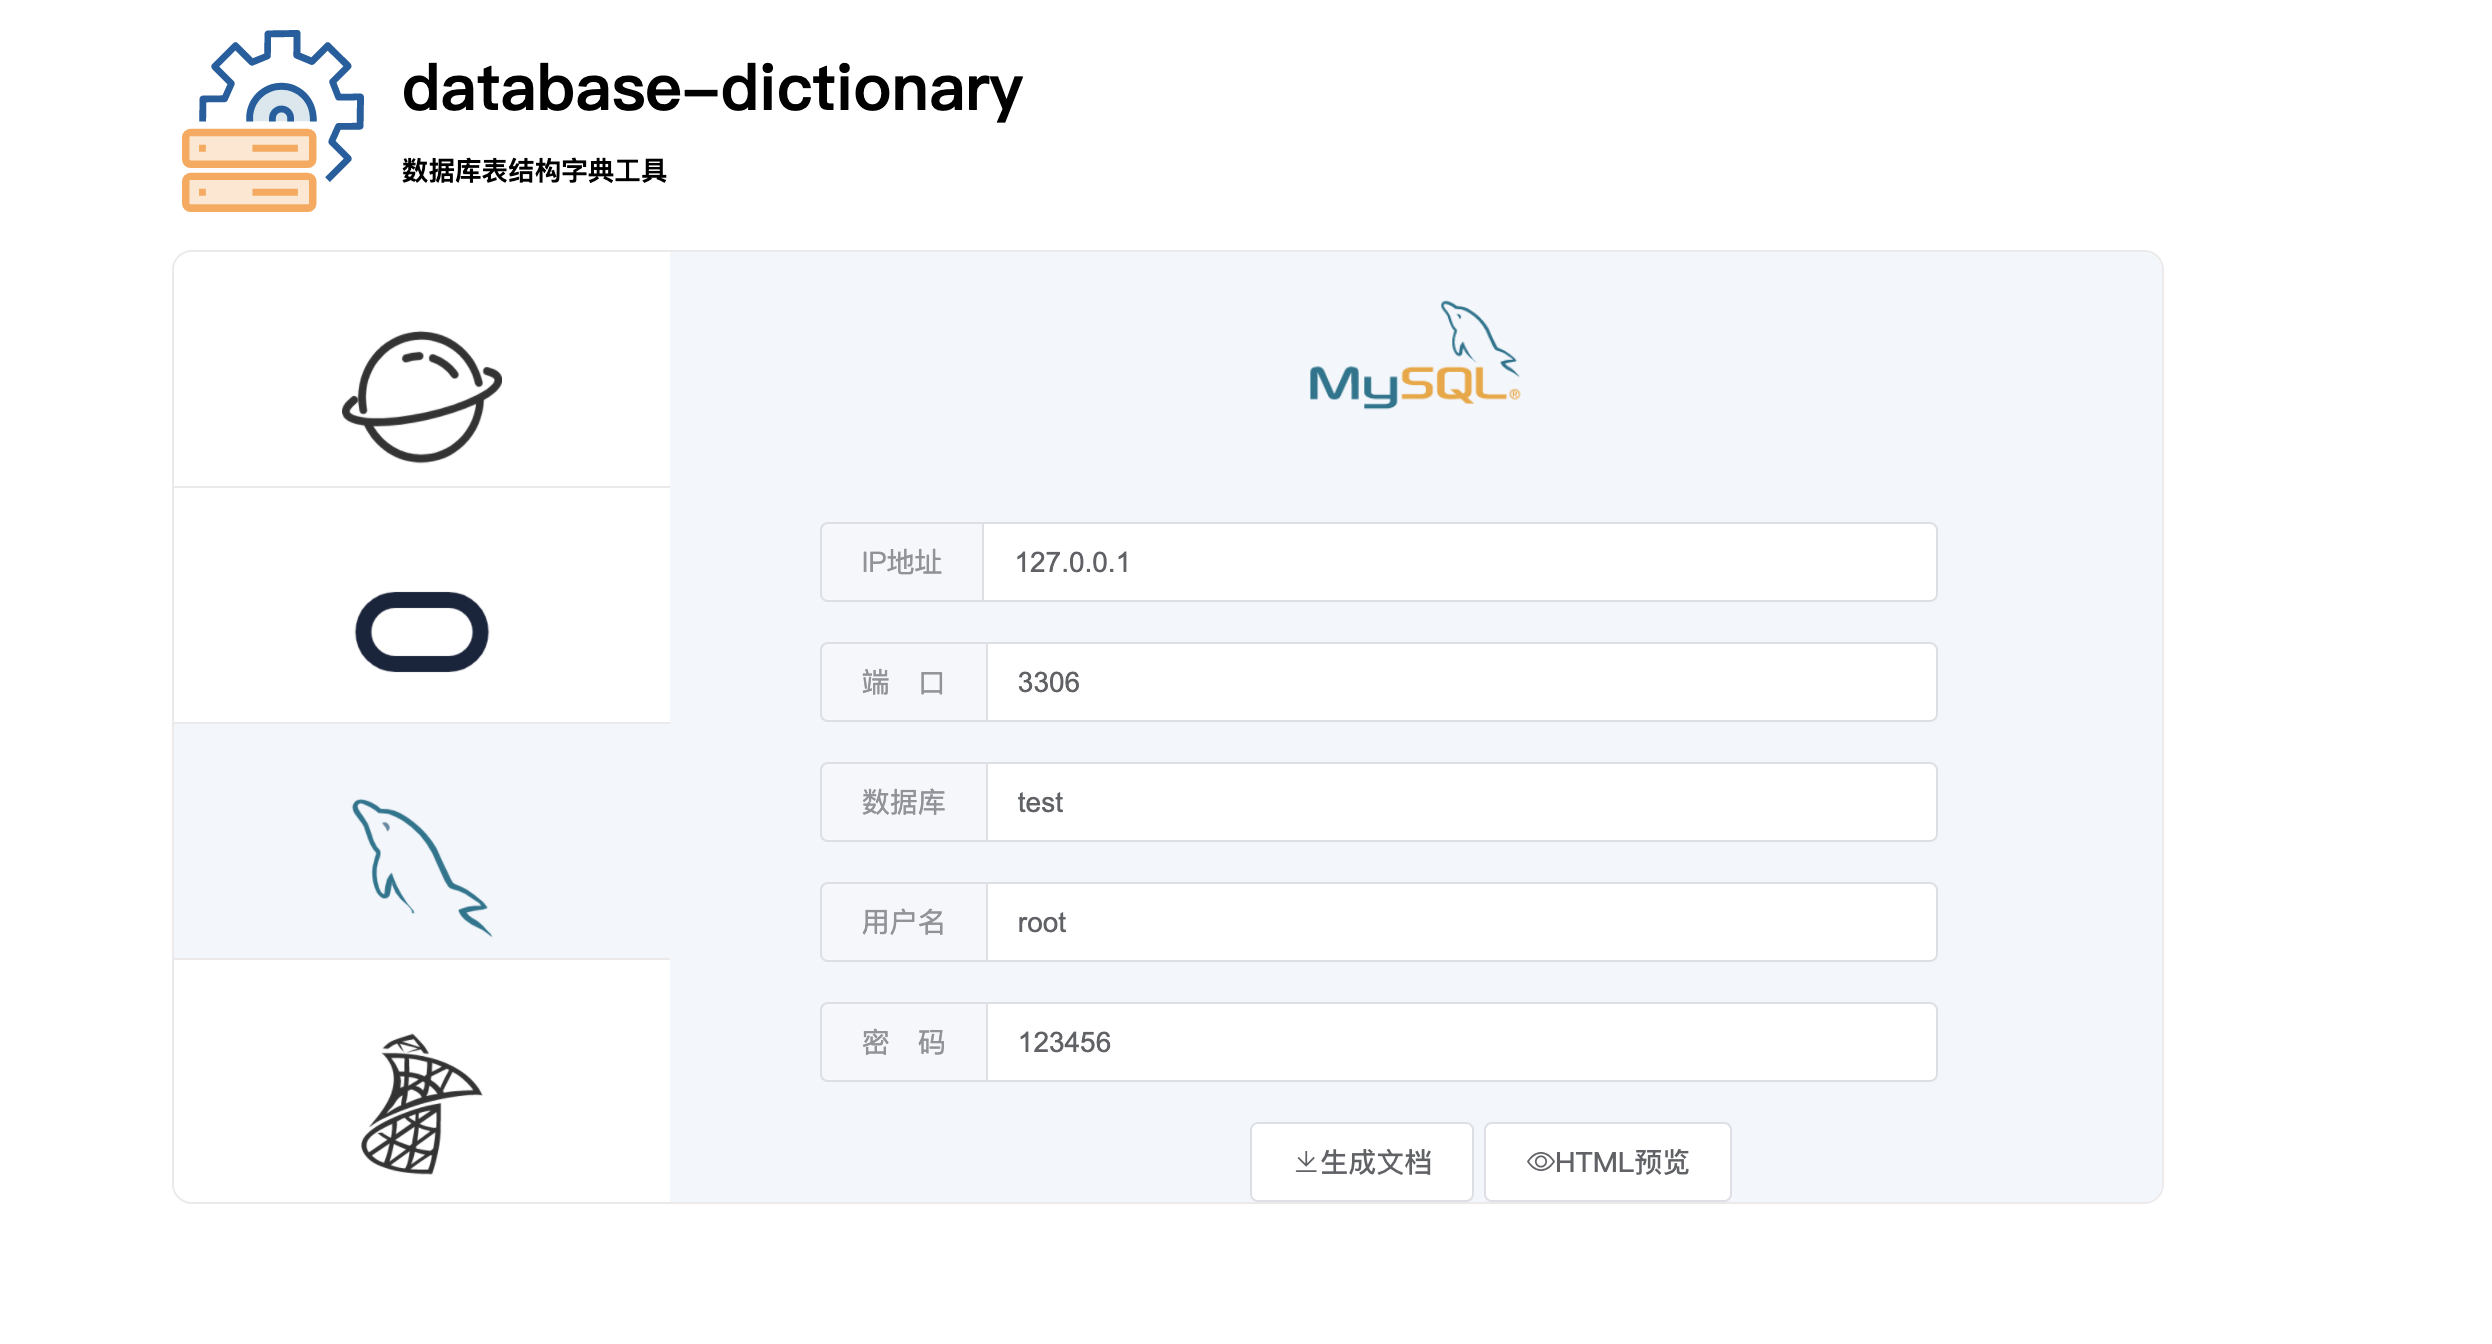 database-dictionary
数据库表结构字典工具
MySQL®
IP地址 127.0.0.1
端 口 3306
数据库 test
用户名 root
密 码 123456
生成文档 HTML预览